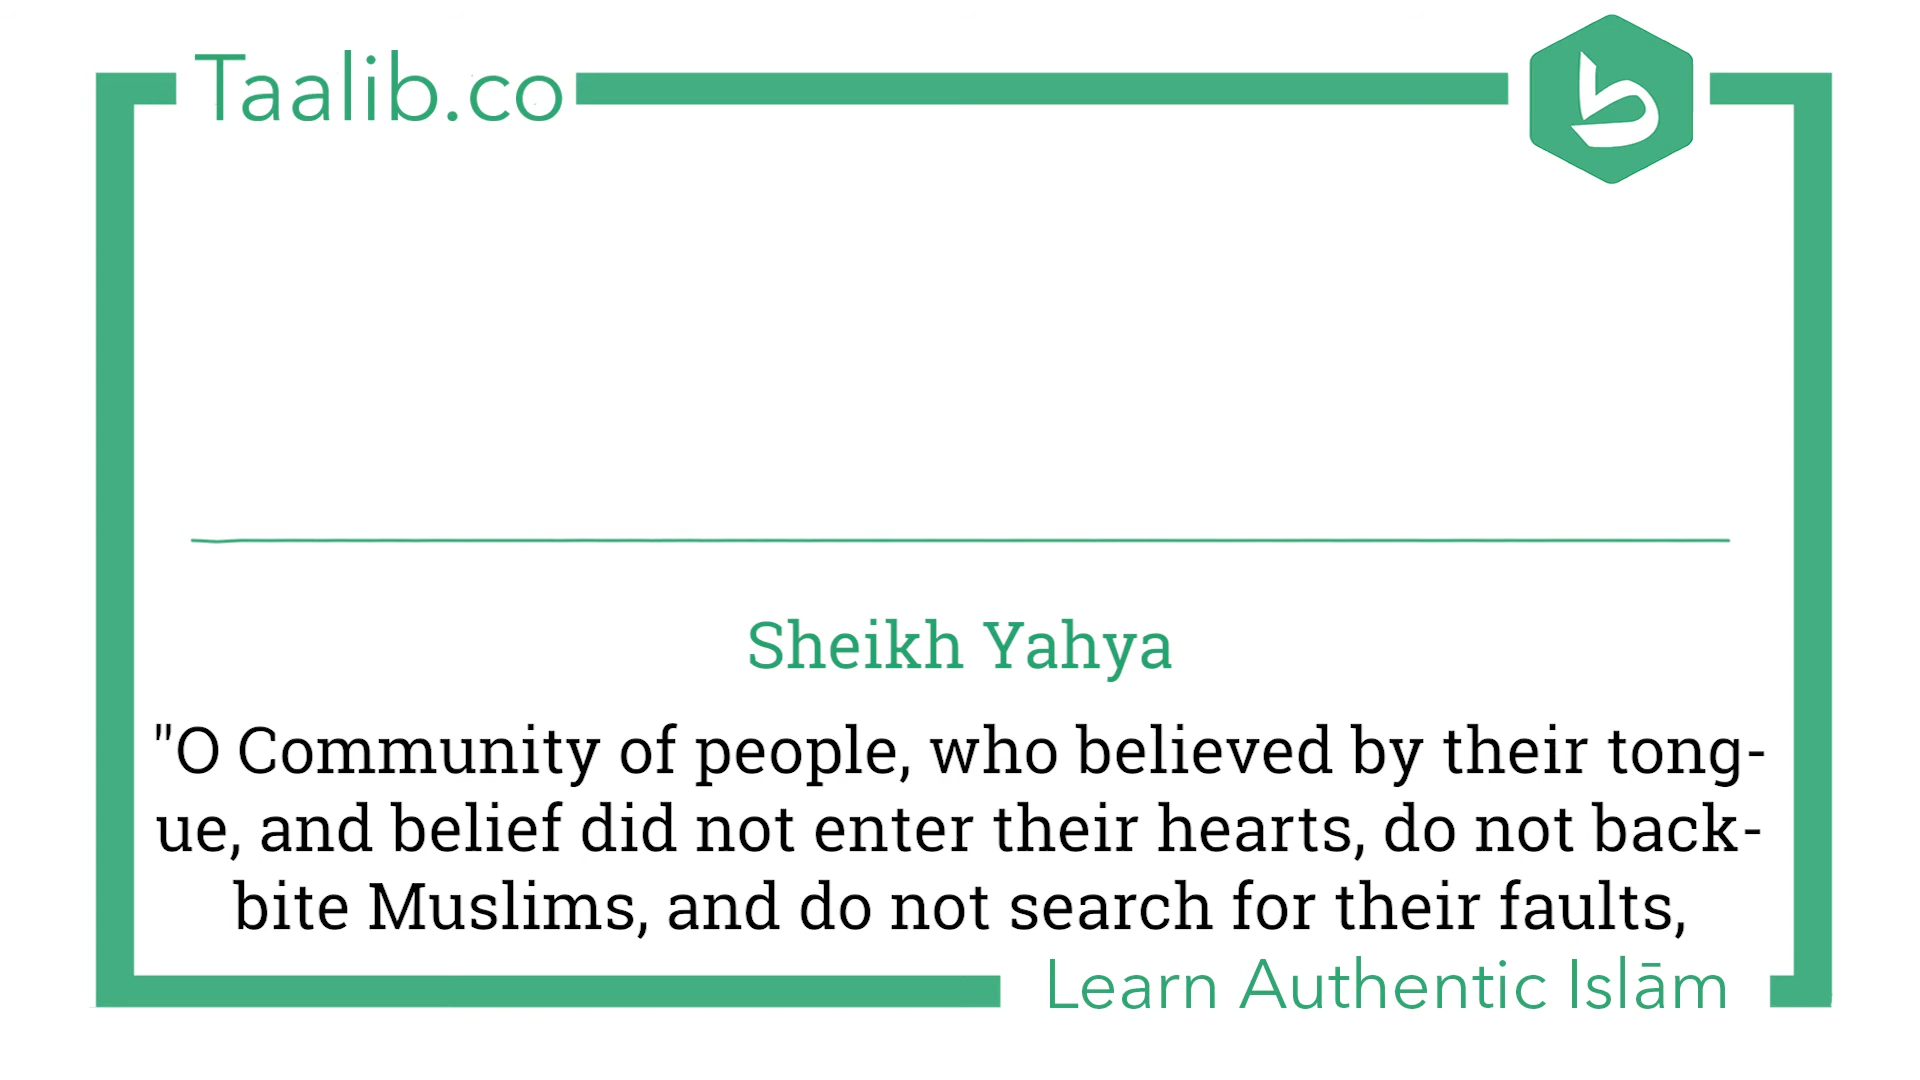 Taalib.co
ط
Sheikh Yahya
"O Community of people, who believed by their tong-
ue, and belief did not enter their hearts, do not back-
bite Muslims, and do not search for their faults,
Learn Authentic Islām